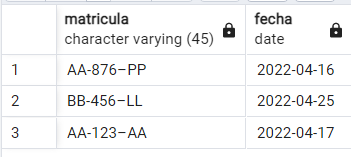 matricula fecha
character varying (45) date
1 AA-876–PP 2022-04-16
2 BB-456–LL 2022-04-25
3 AA-123–AA 2022-04-17